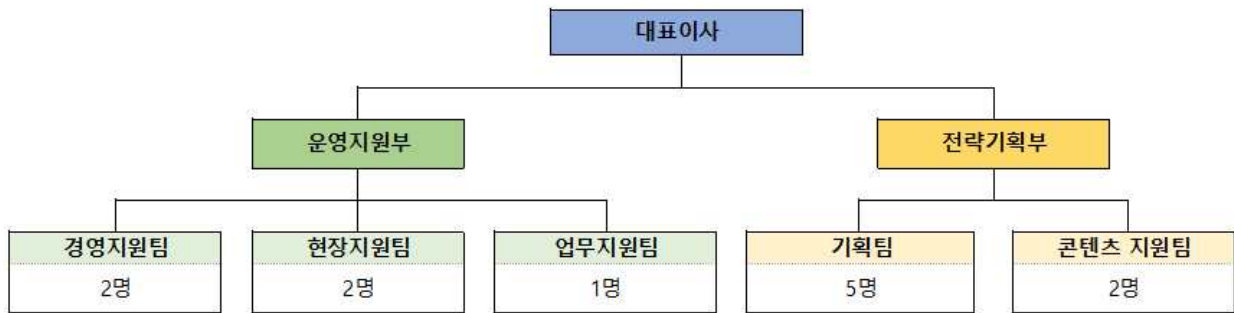 대표이사
운영지원부
전략기획부
경영지원팀
현장지원팀
업무지원팀
기획팀
콘텐츠 지원팀
2명
2명
1명
5명
2명